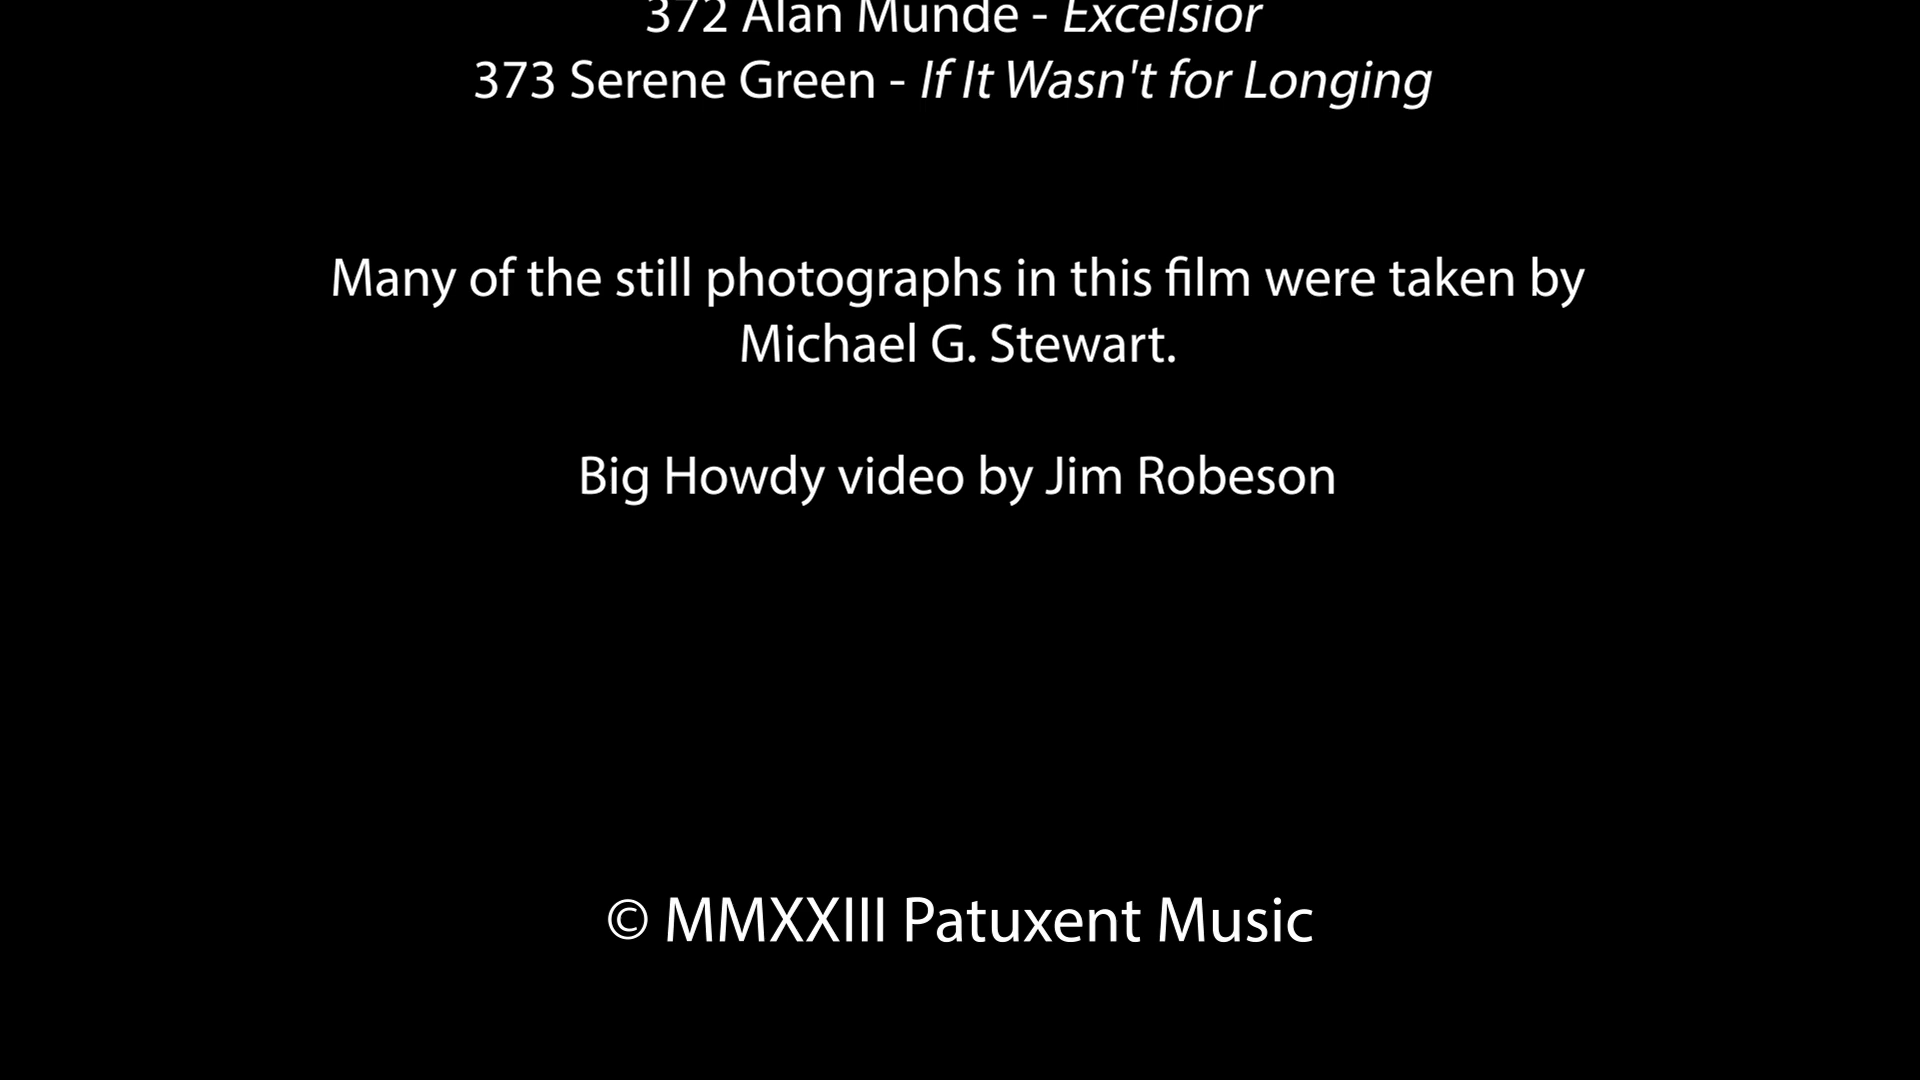 372 Alan Munde - Excelsior
373 Serene Green - If It Wasn't for Longing
Many of the still photographs in this film were taken by
Michael G. Stewart.
Big Howdy video by Jim Robeson
© MMXXIII Patuxent Music